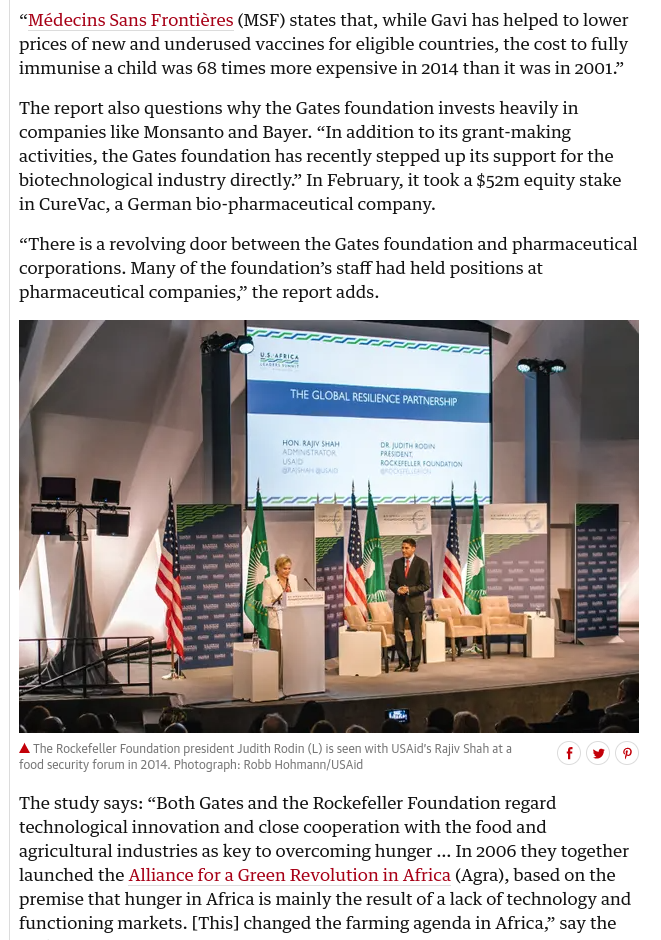 “Médecins Sans Frontières (MSF) states that, while Gavi has helped to lower
prices of new and underused vaccines for eligible countries, the cost to fully
immunise a child was 68 times more expensive in 2014 than it was in 2001.”
The report also questions why the Gates foundation invests heavily in
companies like Monsanto and Bayer. “In addition to its grant-making
activities, the Gates foundation has recently stepped up its support for the
biotechnological industry directly.” In February, it took a $52m equity stake
in CureVac, a German bio-pharmaceutical company.
“There is a revolving door between the Gates foundation and pharmaceutical
corporations. Many of the foundation’s staff had held positions at
pharmaceutical companies,” the report adds.
U.S. AFRICA
LEADERS SUMMIT
THE GLOBAL RESILIENCE PARTNERSHIP
HON. RAJIV SHAH
ADMINISTRATOR
USAID
@RAJSHAH @USAID
DR. JUDITH RODIN
PRESIDENT,
ROCKEFELLER FOUNDATION
The Rockefeller Foundation president Judith Rodin (L) is seen with USAid’s Rajiv Shah at a
food security forum in 2014. Photograph: Robb Hohmann/USAid
The study says: “Both Gates and the Rockefeller Foundation regard
technological innovation and close cooperation with the food and
agricultural industries as key to overcoming hunger ... In 2006 they together
launched the Alliance for a Green Revolution in Africa (Agra), based on the
premise that hunger in Africa is mainly the result of a lack of technology and
functioning markets. [This] changed the farming agenda in Africa,” say the